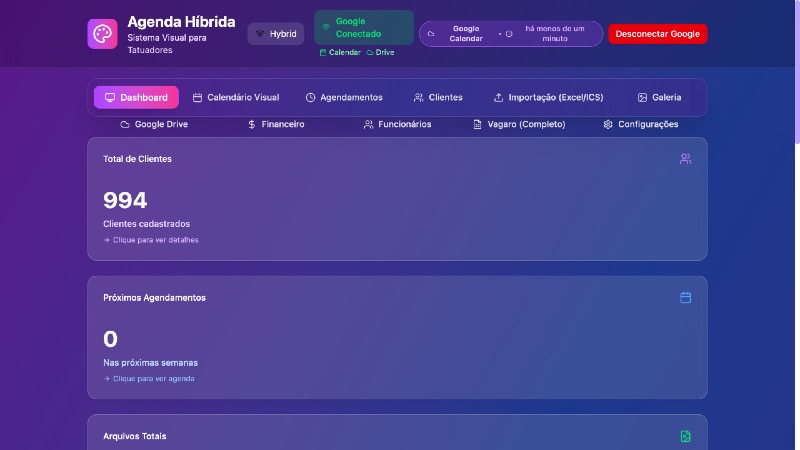 Agenda Híbrida
Sistema Visual para
Tatuadores
Hybrid
Google
Conectado
Calendar Drive
Google
Calendar
• há menos de um
minuto
Desconectar Google
Dashboard
Calendário Visual
Agendamentos
Clientes
Importação (Excel/ICS)
Galeria
Google Drive
Financeiro
Funcionários
Vagaro (Completo)
Configurações
Total de Clientes
994
Clientes cadastrados
→ Clique para ver detalhes
Próximos Agendamentos
0
Nas próximas semanas
→ Clique para ver agenda
Arquivos Totais